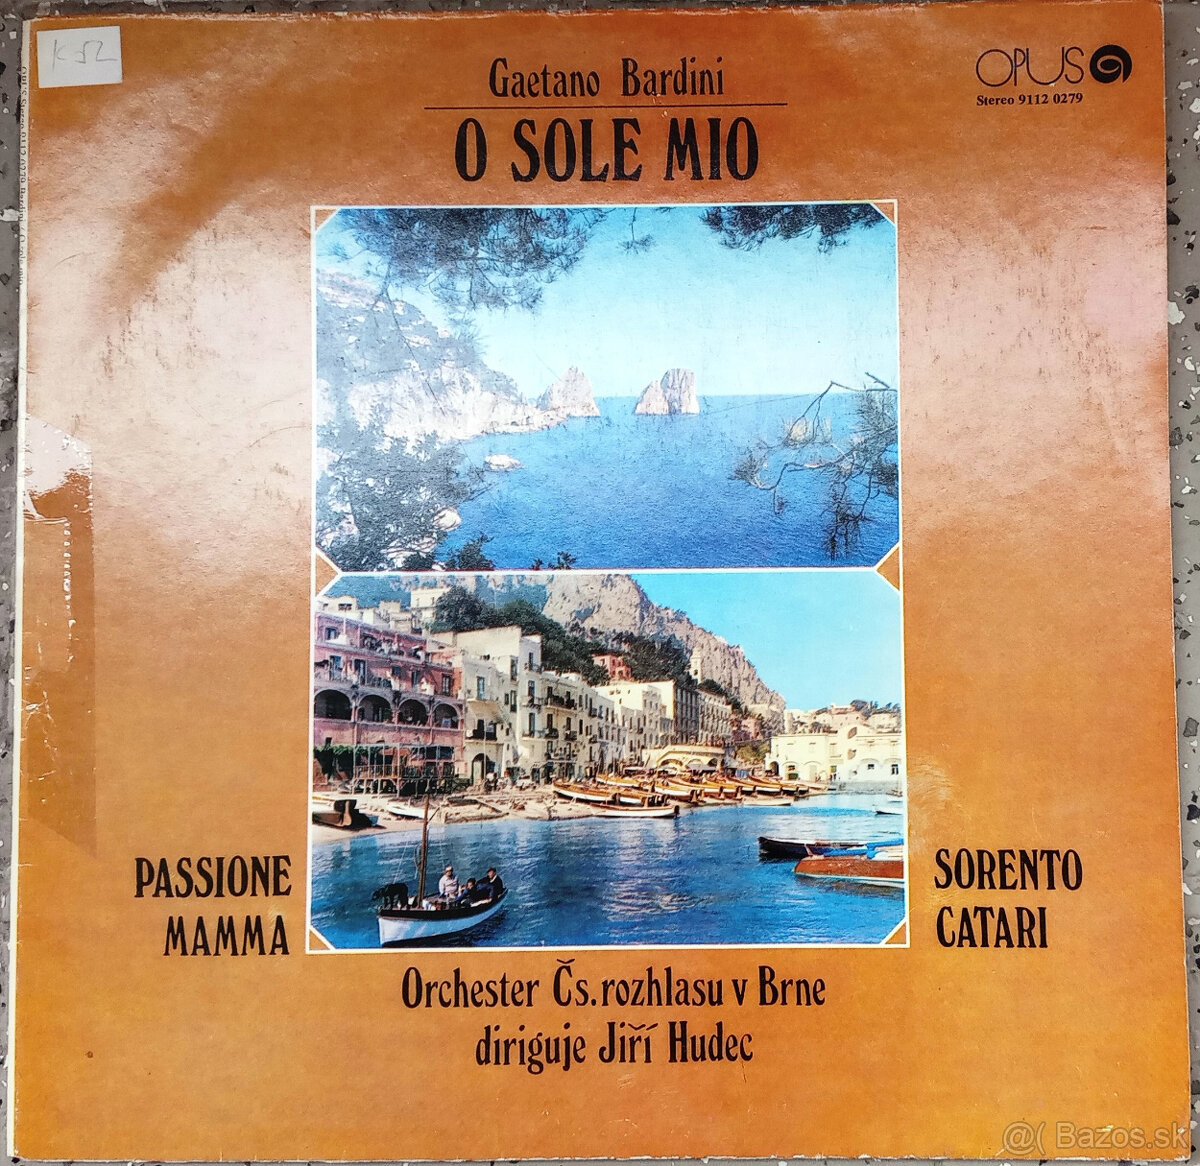 K 52
Gaetano Bardini
O SOLE MIO
OPUS
Stereo 9112 0279
PASSIONE
MAMMA
SORENTO
CATARI
Orchester Čs. rozhlasu v Brne
diriguje Jiří Hudec
@( Bazos.sk